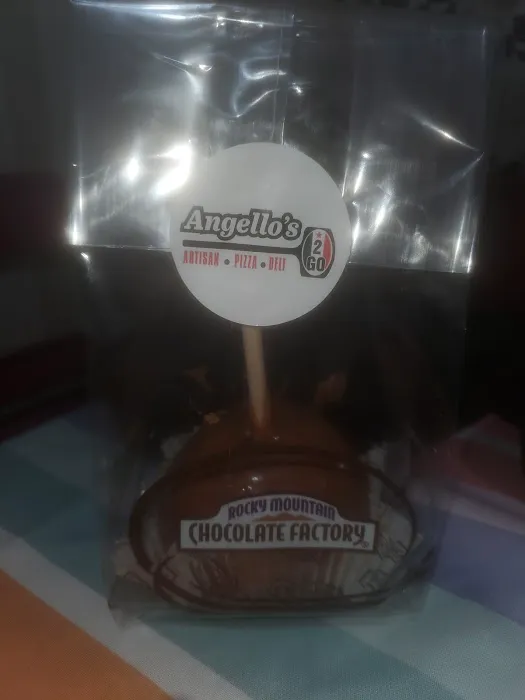 Angello's
2
GO
ARTISAN • PIZZA • DELI
ROCKY MOUNTAIN
CHOCOLATE FACTORY